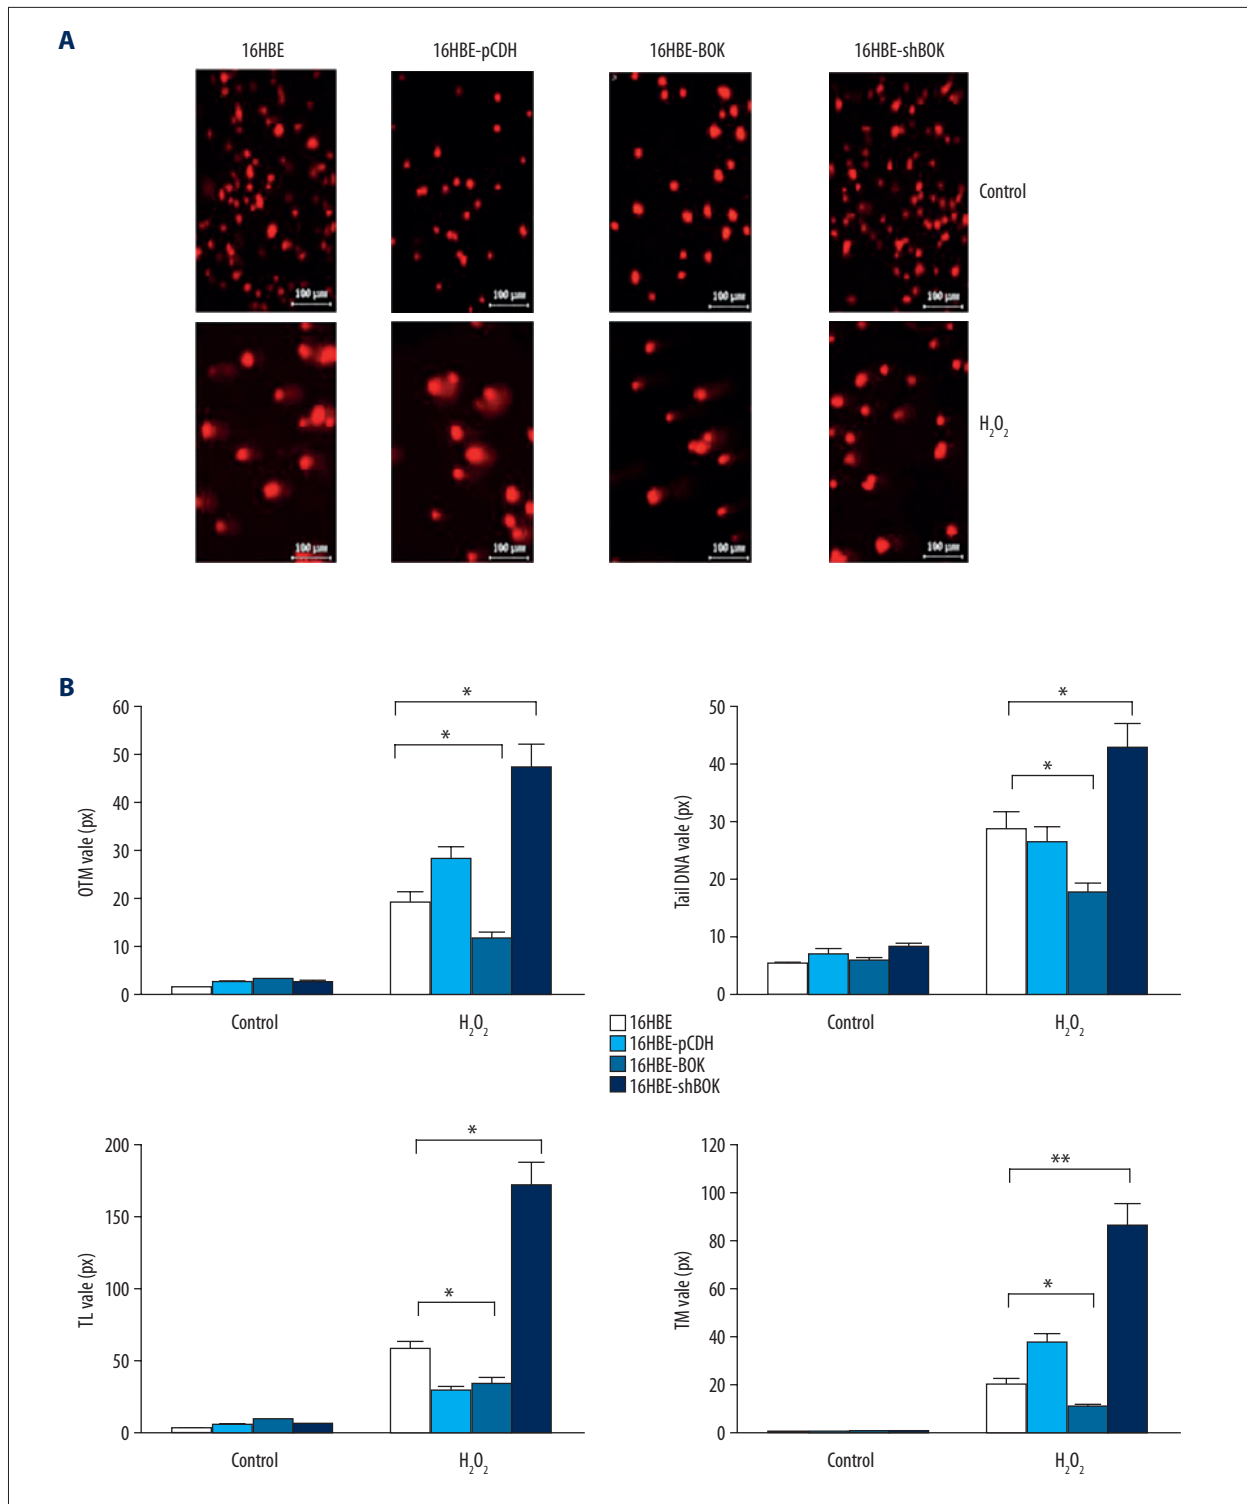 A
16HBE
16HBE-pCDH
16HBE-BOK
16HBE-shBOK
Control
100 µm
100 µm
100 µm
100 µm
H₂O₂
100 µm
100 µm
100 µm
100 µm
B
60
50
40
30
20
10
0
OTM vale (px)
*
*
Control
H₂O₂
50
40
30
20
10
0
Tail DNA vale (px)
*
*
Control
H₂O₂
16HBE
16HBE-pCDH
16HBE-BOK
16HBE-shBOK
200
150
100
50
0
TL vale (px)
*
*
Control
H₂O₂
120
100
80
60
40
20
0
TM vale (px)
**
*
Control
H₂O₂